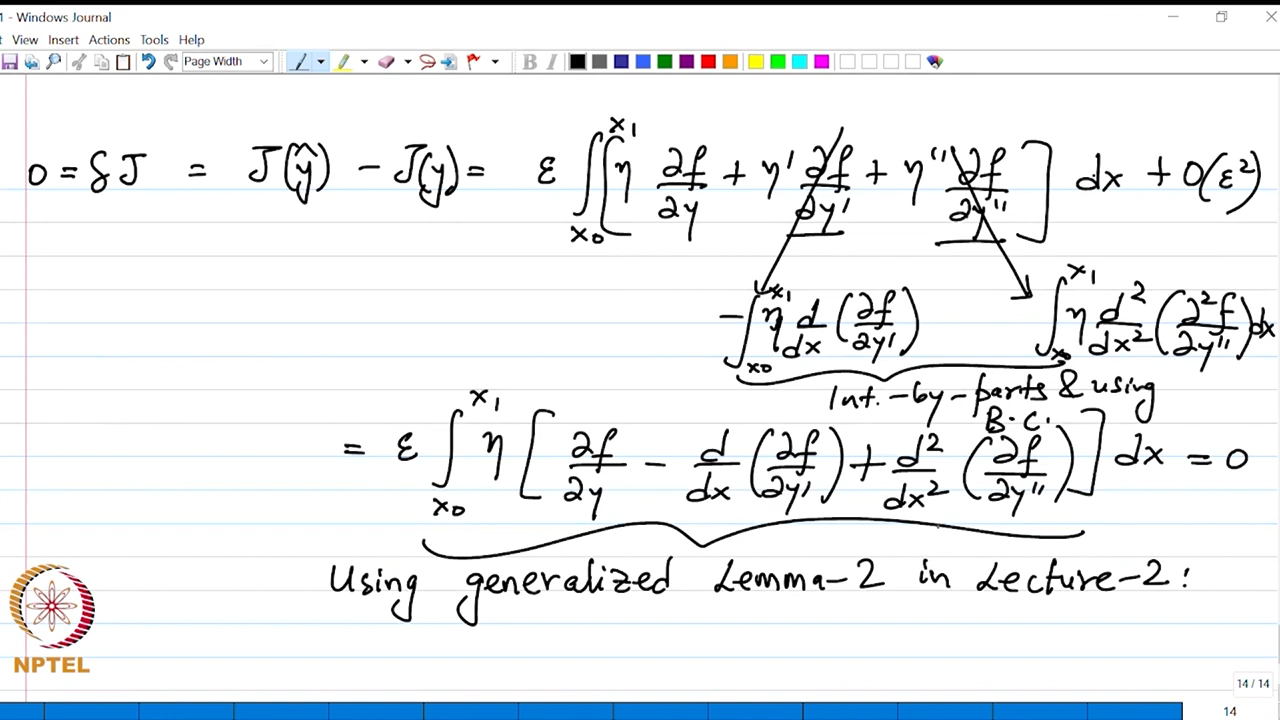 1 - Windows Journal
t View Insert Actions Tools Help
Page Width
B I
0 = δJ = J(ŷ) - J(y) = ε ∫_{x0}^{x1} [η ∂f/∂y + η' ∂f/∂y' + η'' ∂f/∂y''] dx + O(ε²)
-∫_{x0}^{x1} η d/dx (∂f/∂y') ∫_{x0}^{x1} η d²/dx² (∂²f/∂y'') dx
Int. -by-parts & using
B.C.
= ε ∫_{x0}^{x1} η [∂f/∂y - d/dx (∂f/∂y') + d²/dx² (∂f/∂y'')] dx = 0
Using generalized Lemma-2 in Lecture-2 :
NPTEL
14 / 14
14